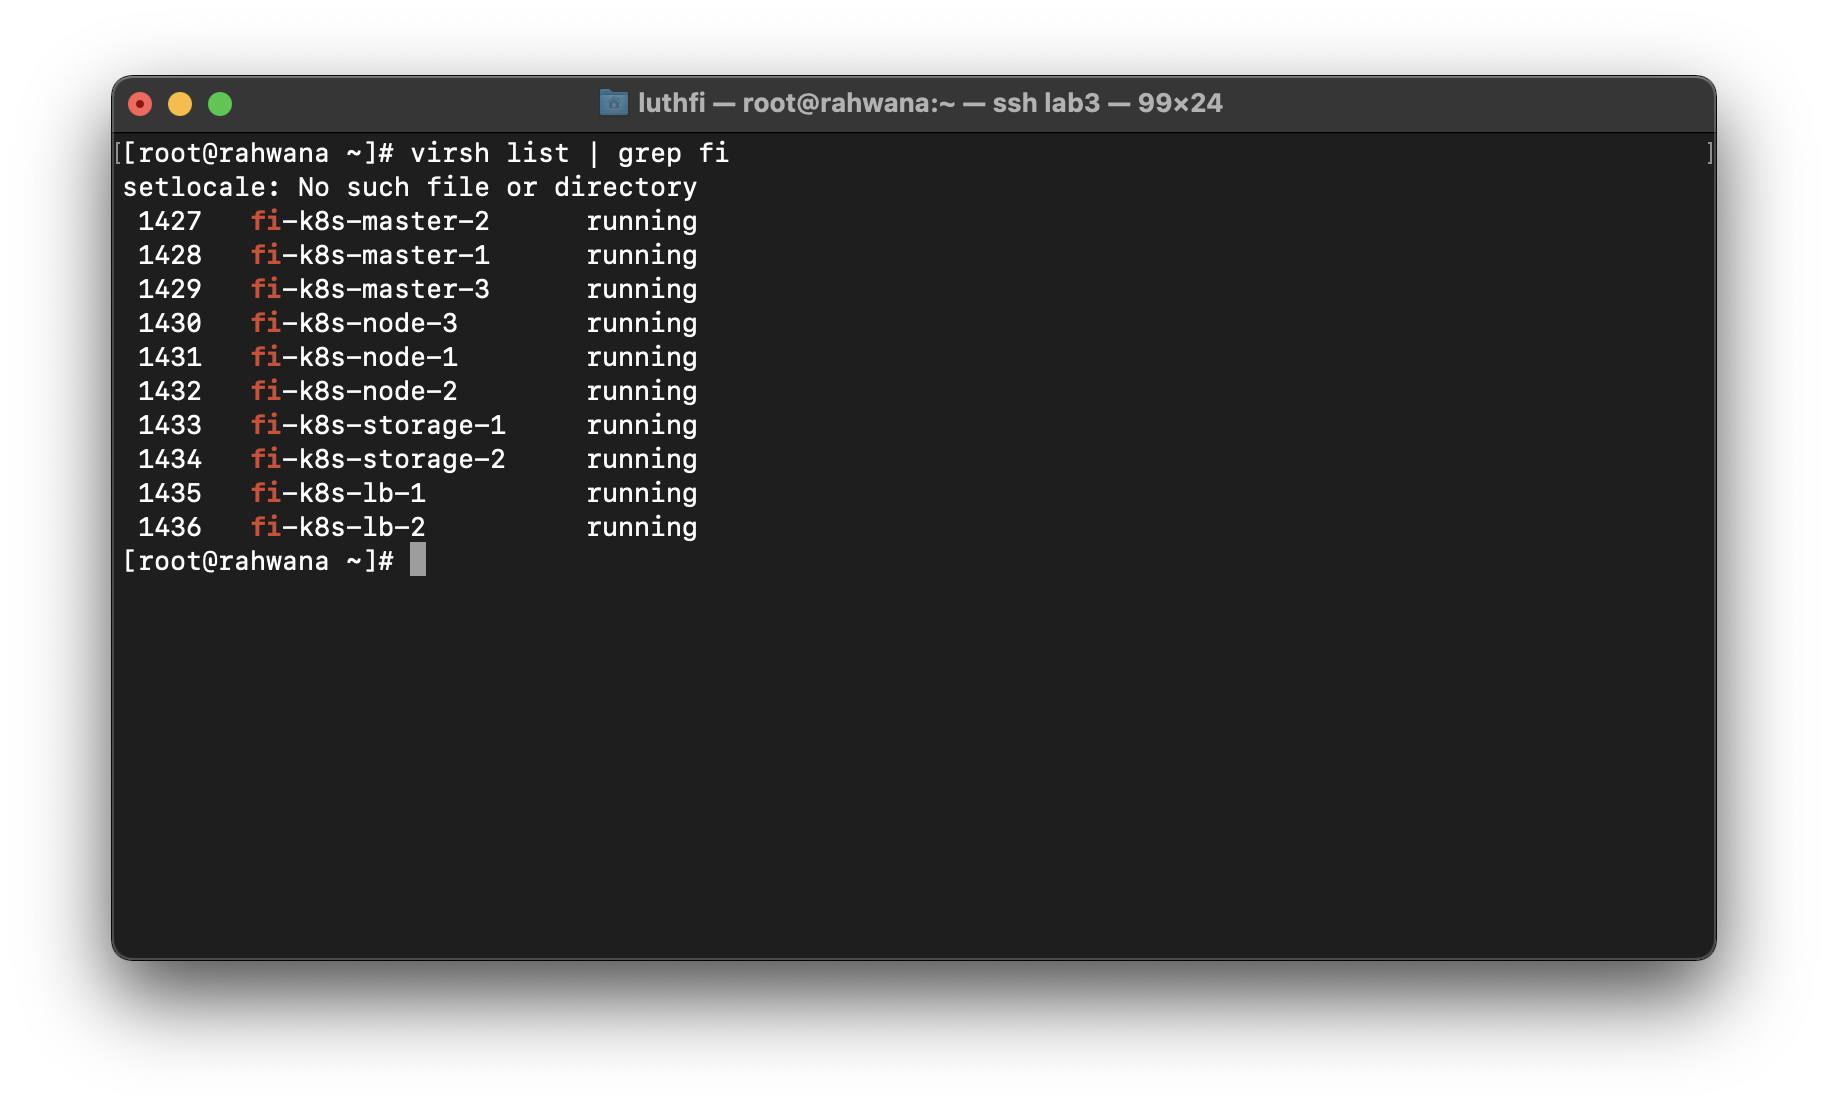 luthfi — root@rahwana:~ — ssh lab3 — 99×24
[[root@rahwana ~]# virsh list | grep fi ]
setlocale: No such file or directory
 1427   fi-k8s-master-2      running
 1428   fi-k8s-master-1      running
 1429   fi-k8s-master-3      running
 1430   fi-k8s-node-3        running
 1431   fi-k8s-node-1        running
 1432   fi-k8s-node-2        running
 1433   fi-k8s-storage-1     running
 1434   fi-k8s-storage-2     running
 1435   fi-k8s-lb-1          running
 1436   fi-k8s-lb-2          running
[root@rahwana ~]#